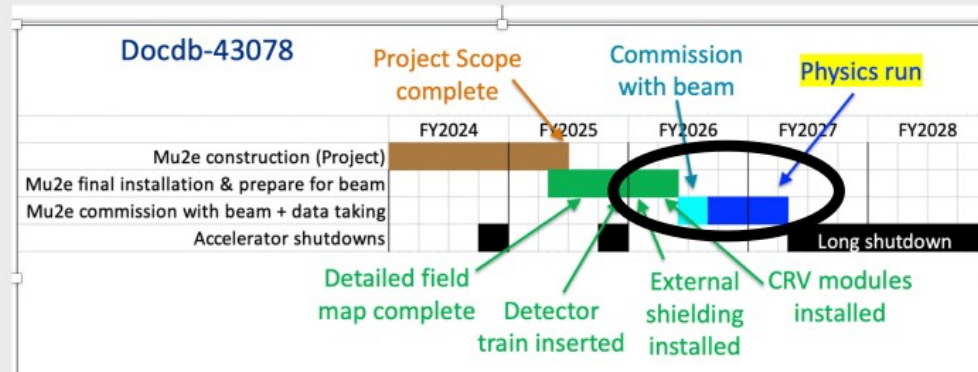 Docdb-43078
Project Scope
complete
Commission
with beam
Physics run
FY2024 FY2025 FY2026 FY2027 FY2028
Mu2e construction (Project)
Mu2e final installation & prepare for beam
Mu2e commission with beam + data taking
Accelerator shutdowns
Long shutdown
Detailed field
map complete
Detector
train inserted
External
shielding
installed
CRV modules
installed